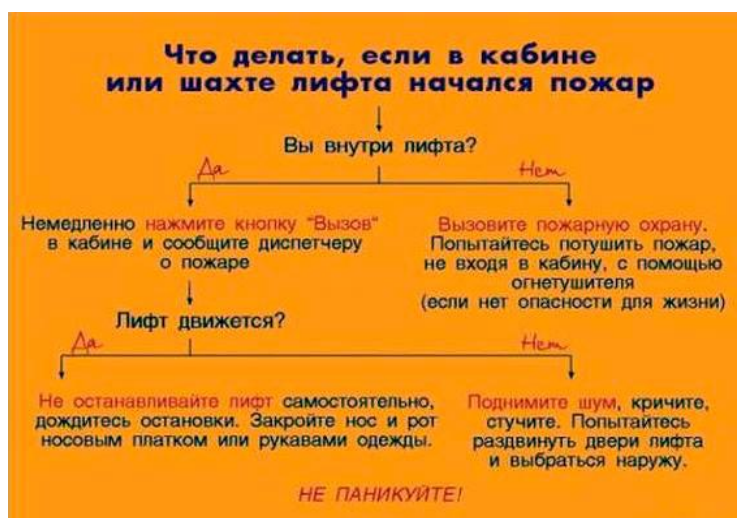 Что делать, если в кабине
или шахте лифта начался пожар
Вы внутри лифта?
Да
Нет
Немедленно нажмите кнопку "Вызов"
в кабине и сообщите диспетчеру
о пожаре
Вызовите пожарную охрану.
Попытайтесь потушить пожар,
не входя в кабину, с помощью
огнетушителя
(если нет опасности для жизни)
Лифт движется?
Да
Нет
Не останавливайте лифт самостоятельно,
дождитесь остановки. Закройте нос и рот
носовым платком или рукавами одежды.
Поднимите шум, кричите,
стучите. Попытайтесь
раздвинуть двери лифта
и выбраться наружу.
НЕ ПАНИКУЙТЕ!